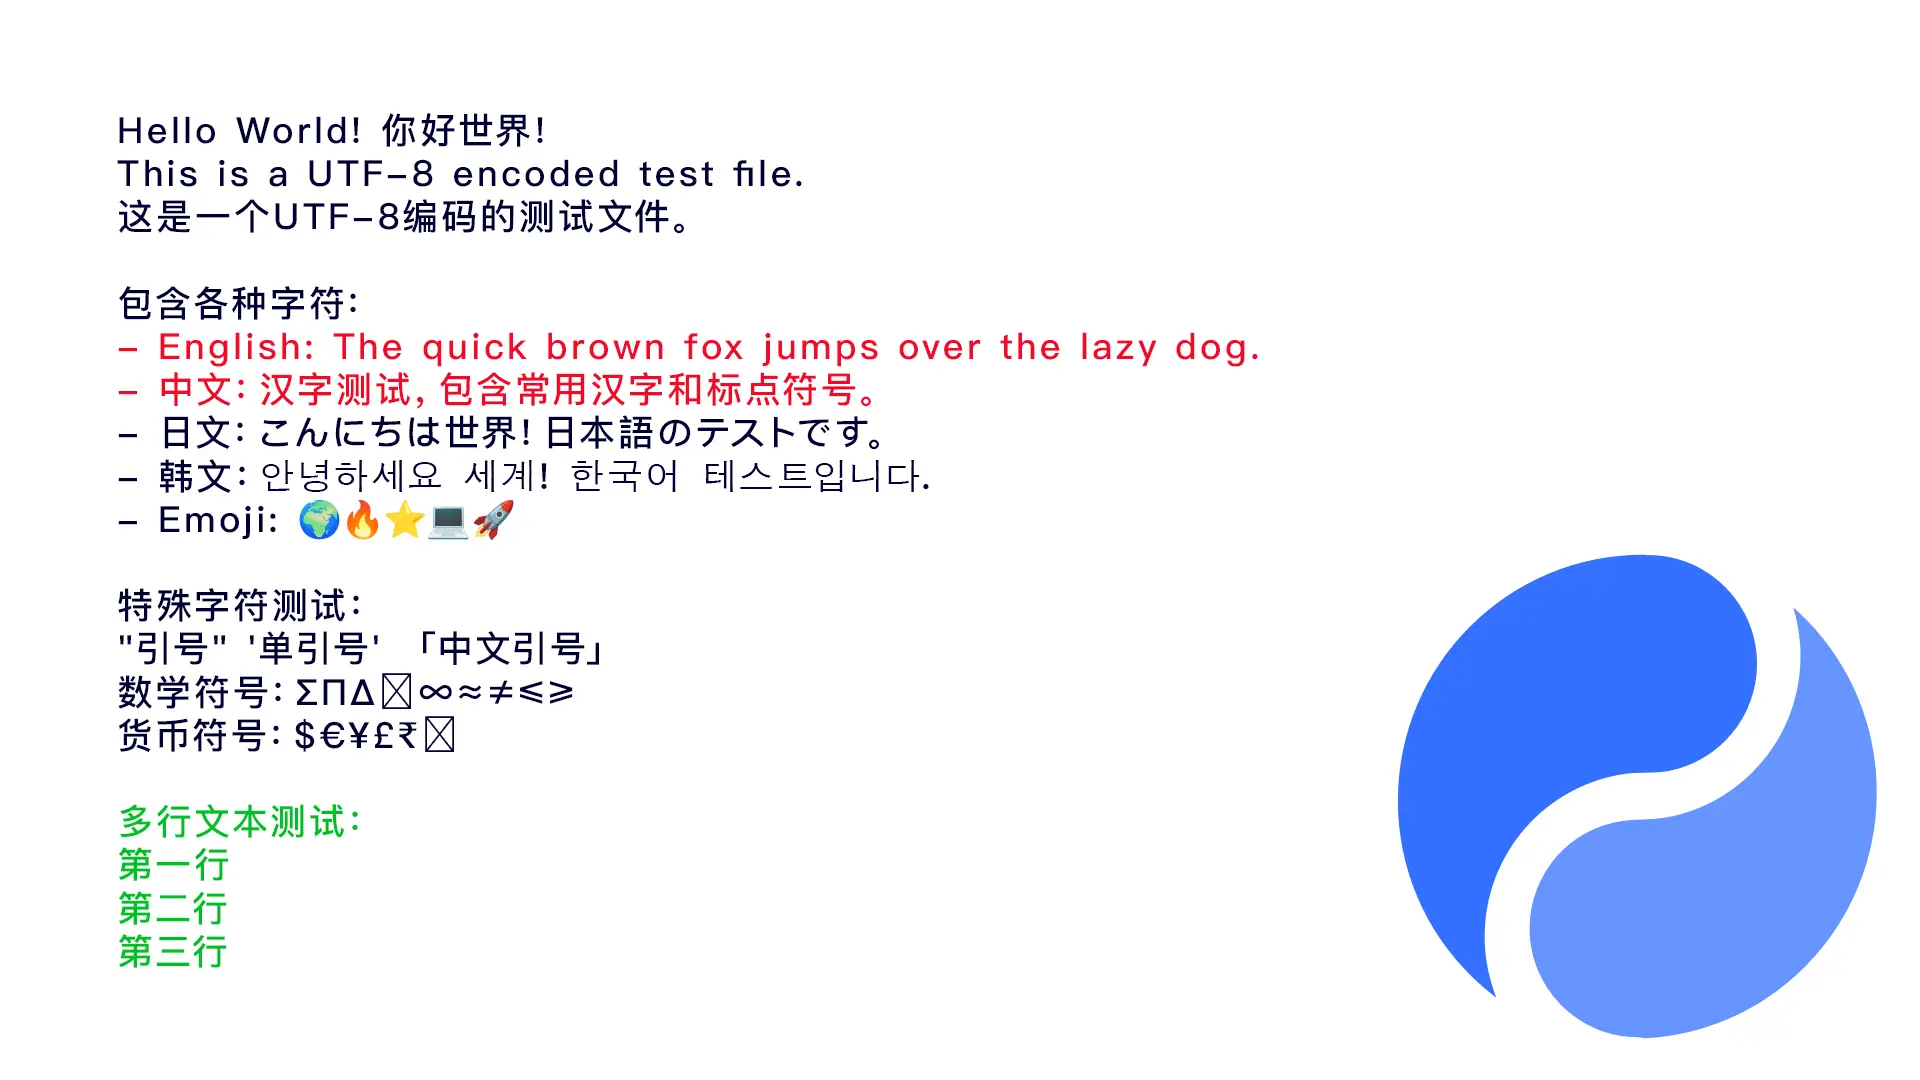 Hello World! 你好世界!
This is a UTF-8 encoded test file.
这是一个UTF-8编码的测试文件。
包含各种字符：
- English: The quick brown fox jumps over the lazy dog.
- 中文：汉字测试，包含常用汉字和标点符号。
- 日文：こんにちは世界！日本語のテストです。
- 韩文：안녕하세요 세계! 한국어 테스트입니다.
- Emoji: 🌍🔥⭐💻🚀
特殊字符测试：
"引号" '单引号' 「中文引号」
数学符号：ΣΠΔ∞≈≠≤≥
货币符号：$€¥£₹
多行文本测试：
第一行
第二行
第三行